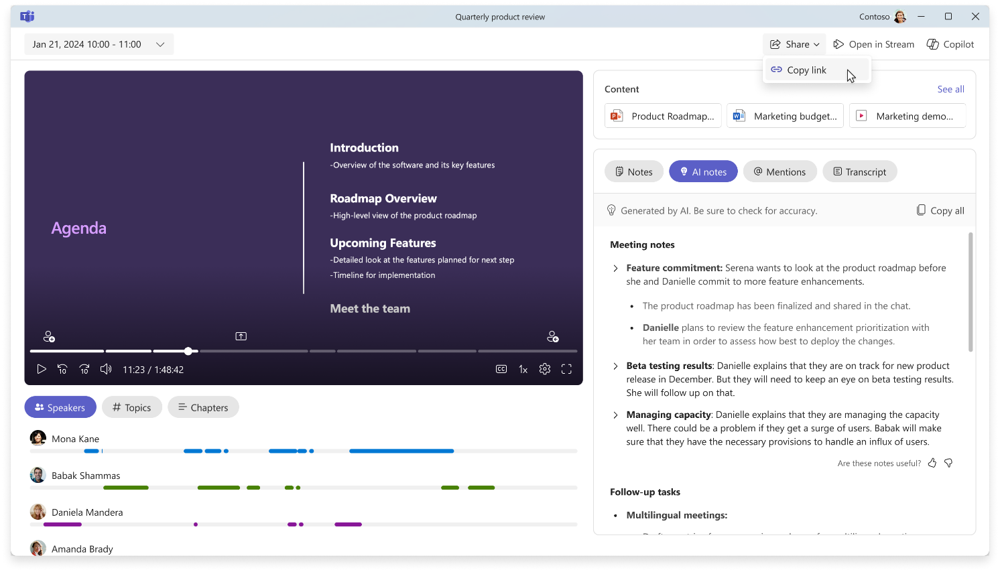 Quarterly product review
Contoso
Jan 21, 2024 10:00 - 11:00
Share
Open in Stream
Copilot
Copy link
Agenda
Introduction
-Overview of the software and its key features
Roadmap Overview
-High-level view of the product roadmap
Upcoming Features
-Detailed look at the features planned for next step
-Timeline for implementation
Meet the team
10
10
11:23 / 1:48:42
CC
1x
Speakers
# Topics
Chapters
Mona Kane
Babak Shammas
Daniela Mandera
Amanda Brady
Content
See all
Product Roadmap...
Marketing budget...
Marketing demo...
Notes
AI notes
Mentions
Transcript
Generated by AI. Be sure to check for accuracy.
Copy all
Meeting notes
Feature commitment: Serena wants to look at the product roadmap before
she and Danielle commit to more feature enhancements.
• The product roadmap has been finalized and shared in the chat.
• Danielle plans to review the feature enhancement prioritization with
her team in order to assess how best to deploy the changes.
Beta testing results: Danielle explains that they are on track for new product
release in December. But they will need to keep an eye on beta testing results.
She will follow up on that.
Managing capacity: Danielle explains that they are managing the capacity
well. There could be a problem if they get a surge of users. Babak will make
sure that they have the necessary provisions to handle an influx of users.
Are these notes useful?
Follow-up tasks
• Multilingual meetings: